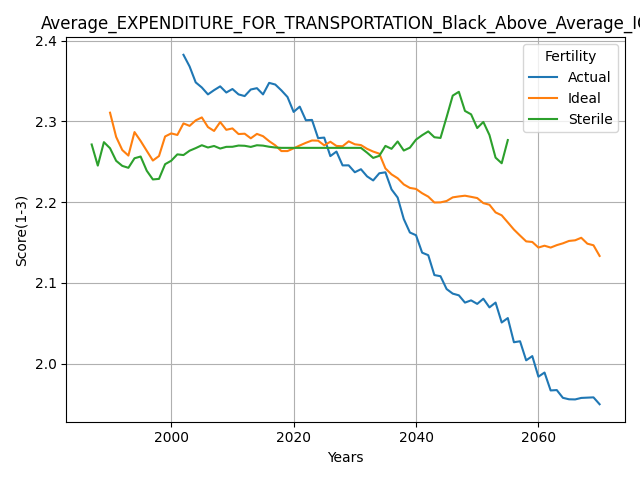 Average_EXPENDITURE_FOR_TRANSPORTATION_Black_Above_Average_IQ
Fertility
Actual
Ideal
Sterile
Score(1-3)
2.4
2.3
2.2
2.1
2.0
2000
2020
2040
2060
Years